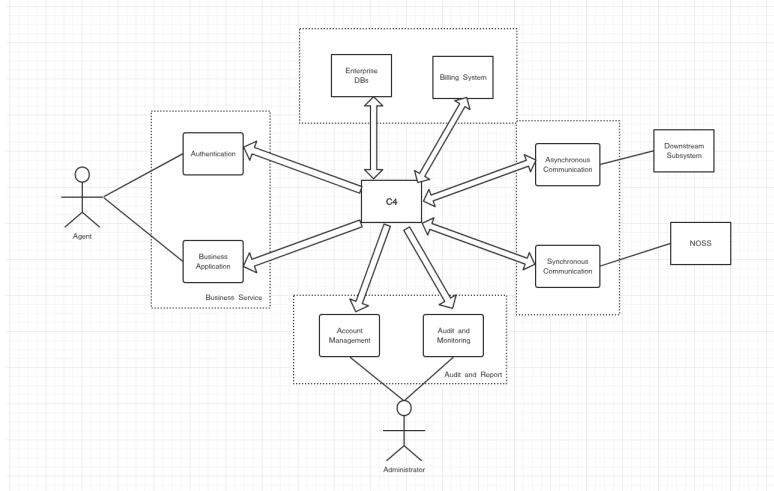 Enterprise
DBs
Billing System
Authentication
Asynchronous
Communication
Downstream
Subsystem
C4
Agent
Business
Application
Synchronous
Communication
NOSS
Business Service
Account
Management
Audit and
Monitoring
Audit and Report
Administrator